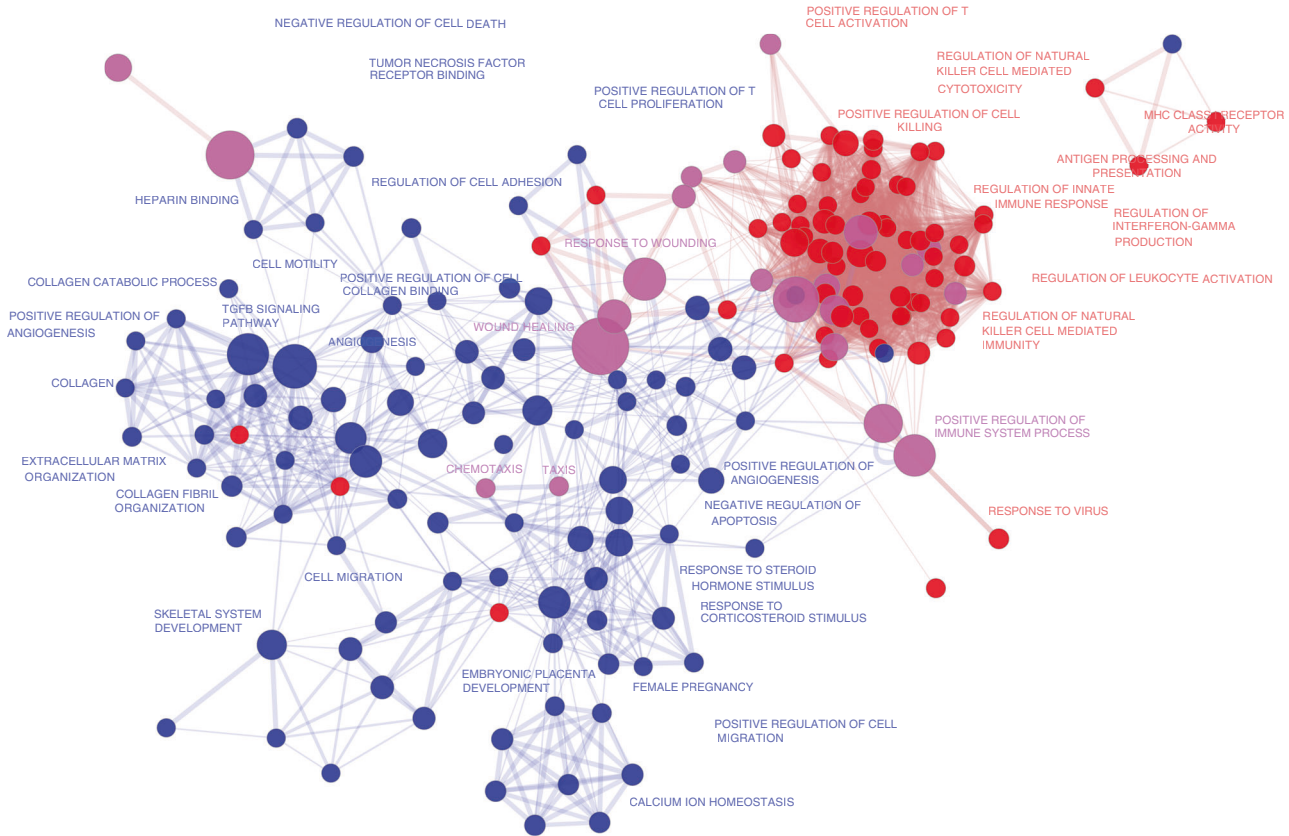 NEGATIVE REGULATION OF CELL DEATH
TUMOR NECROSIS FACTOR
RECEPTOR BINDING
POSITIVE REGULATION OF T
CELL PROLIFERATION
POSITIVE REGULATION OF T
CELL ACTIVATION
REGULATION OF NATURAL
KILLER CELL MEDIATED
CYTOTOXICITY
POSITIVE REGULATION OF CELL
KILLING
MHC CLASS I RECEPTOR
ACTIVITY
ANTIGEN PROCESSING AND
PRESENTATION
REGULATION OF INNATE
IMMUNE RESPONSE
REGULATION OF
INTERFERON-GAMMA
PRODUCTION
REGULATION OF LEUKOCYTE ACTIVATION
REGULATION OF NATURAL
KILLER CELL MEDIATED
IMMUNITY
HEPARIN BINDING
REGULATION OF CELL ADHESION
RESPONSE TO WOUNDING
CELL MOTILITY
COLLAGEN CATABOLIC PROCESS
POSITIVE REGULATION OF CELL
COLLAGEN BINDING
TGFB SIGNALING
PATHWAY
POSITIVE REGULATION OF
ANGIOGENESIS
WOUND HEALING
ANGIOGENESIS
COLLAGEN
POSITIVE REGULATION OF
IMMUNE SYSTEM PROCESS
EXTRACELLULAR MATRIX
ORGANIZATION
CHEMOTAXIS
TAXIS
POSITIVE REGULATION OF
ANGIOGENESIS
COLLAGEN FIBRIL
ORGANIZATION
NEGATIVE REGULATION OF
APOPTOSIS
RESPONSE TO VIRUS
CELL MIGRATION
RESPONSE TO STEROID
HORMONE STIMULUS
RESPONSE TO
CORTICOSTEROID STIMULUS
SKELETAL SYSTEM
DEVELOPMENT
EMBRYONIC PLACENTA
DEVELOPMENT
FEMALE PREGNANCY
POSITIVE REGULATION OF CELL
MIGRATION
CALCIUM ION HOMEOSTASIS